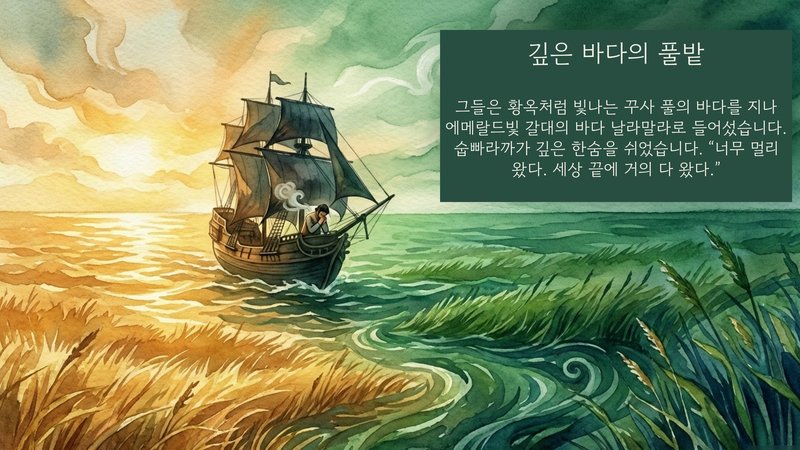 깊은 바다의 풀밭
그들은 황옥처럼 빛나는 꾸사 풀의 바다를 지나
에메랄드빛 갈대의 바다 날라말라로 들어섰습니다.
숩빠라까가 깊은 한숨을 쉬었습니다. “너무 멀리
왔다. 세상 끝에 거의 다 왔다.”